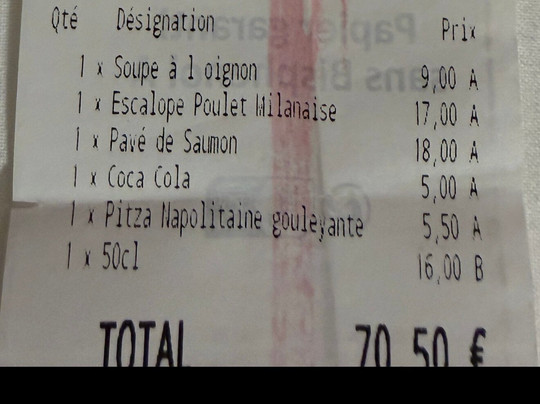 Qté Désignation Prix
1 x Soupe à l oignon 9,00 A
1 x Escalope Poulet Milanaise 17,00 A
1 x Pavé de Saumon 18,00 A
1 x Coca Cola 5,00 A
1 x Pitza Napolitaine gouleyante 5,50 A
1 x 50cl 16,00 B
TOTAL 70,50 €